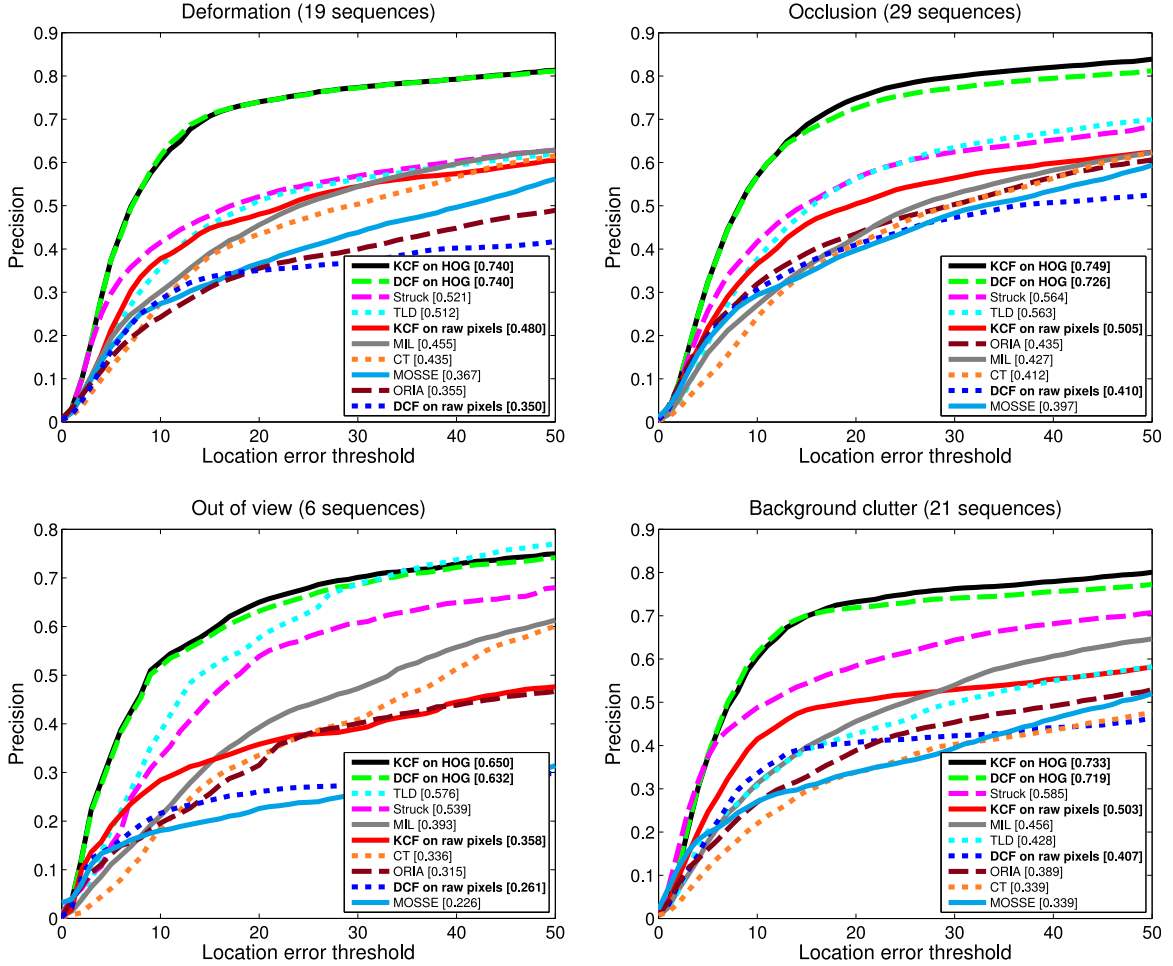 Deformation (19 sequences)
0.9
0.8
0.7
0.6
0.5
0.4
0.3
0.2
0.1
0
Precision
KCF on HOG [0.740]
DCF on HOG [0.740]
Struck [0.521]
TLD [0.512]
KCF on raw pixels [0.480]
MIL [0.455]
CT [0.435]
MOSSE [0.367]
ORIA [0.355]
DCF on raw pixels [0.350]
0 10 20 30 40 50
Location error threshold
Occlusion (29 sequences)
0.9
0.8
0.7
0.6
0.5
0.4
0.3
0.2
0.1
0
Precision
KCF on HOG [0.749]
DCF on HOG [0.726]
Struck [0.564]
TLD [0.563]
KCF on raw pixels [0.505]
ORIA [0.435]
MIL [0.427]
CT [0.412]
DCF on raw pixels [0.410]
MOSSE [0.397]
0 10 20 30 40 50
Location error threshold
Out of view (6 sequences)
0.8
0.7
0.6
0.5
0.4
0.3
0.2
0.1
0
Precision
KCF on HOG [0.650]
DCF on HOG [0.632]
TLD [0.576]
Struck [0.539]
MIL [0.393]
KCF on raw pixels [0.358]
CT [0.336]
ORIA [0.315]
DCF on raw pixels [0.261]
MOSSE [0.226]
0 10 20 30 40 50
Location error threshold
Background clutter (21 sequences)
0.9
0.8
0.7
0.6
0.5
0.4
0.3
0.2
0.1
0
Precision
KCF on HOG [0.733]
DCF on HOG [0.719]
Struck [0.585]
KCF on raw pixels [0.503]
MIL [0.456]
TLD [0.428]
DCF on raw pixels [0.407]
ORIA [0.389]
CT [0.339]
MOSSE [0.339]
0 10 20 30 40 50
Location error threshold